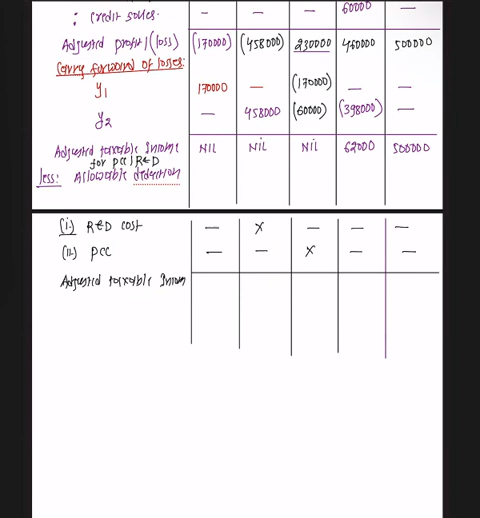 : Credit sales. — — — 60000 —
Adjusted profit/(loss) (170000) (458000) 230000 460000 500000
Carry forward of losses:
Y1 170000 — (170000) — —
Y2 — 458000 (60000) (398000) —
Adjusted taxable Income NIL NIL NIL 62000 500000
for PCC/R&D
less: Allowable deduction
(i.) R&D cost — x — — —
(ii.) PCC — — x — —
Adjusted taxable Incom